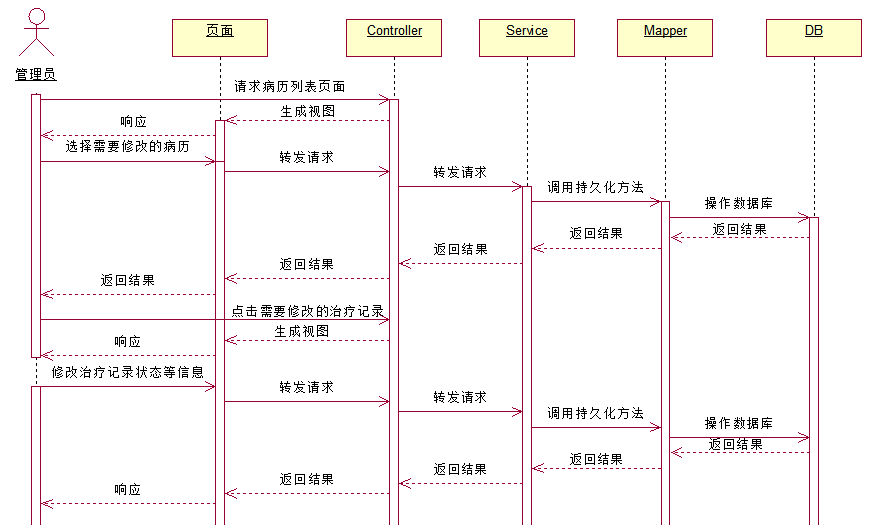 管理员
页面
Controller
Service
Mapper
DB
请求病历列表页面
生成视图
响应
选择需要修改的病历
转发请求
转发请求
调用持久化方法
操作数据库
返回结果
返回结果
返回结果
返回结果
返回结果
点击需要修改的治疗记录
生成视图
响应
修改治疗记录状态等信息
转发请求
转发请求
调用持久化方法
操作数据库
返回结果
返回结果
返回结果
返回结果
响应